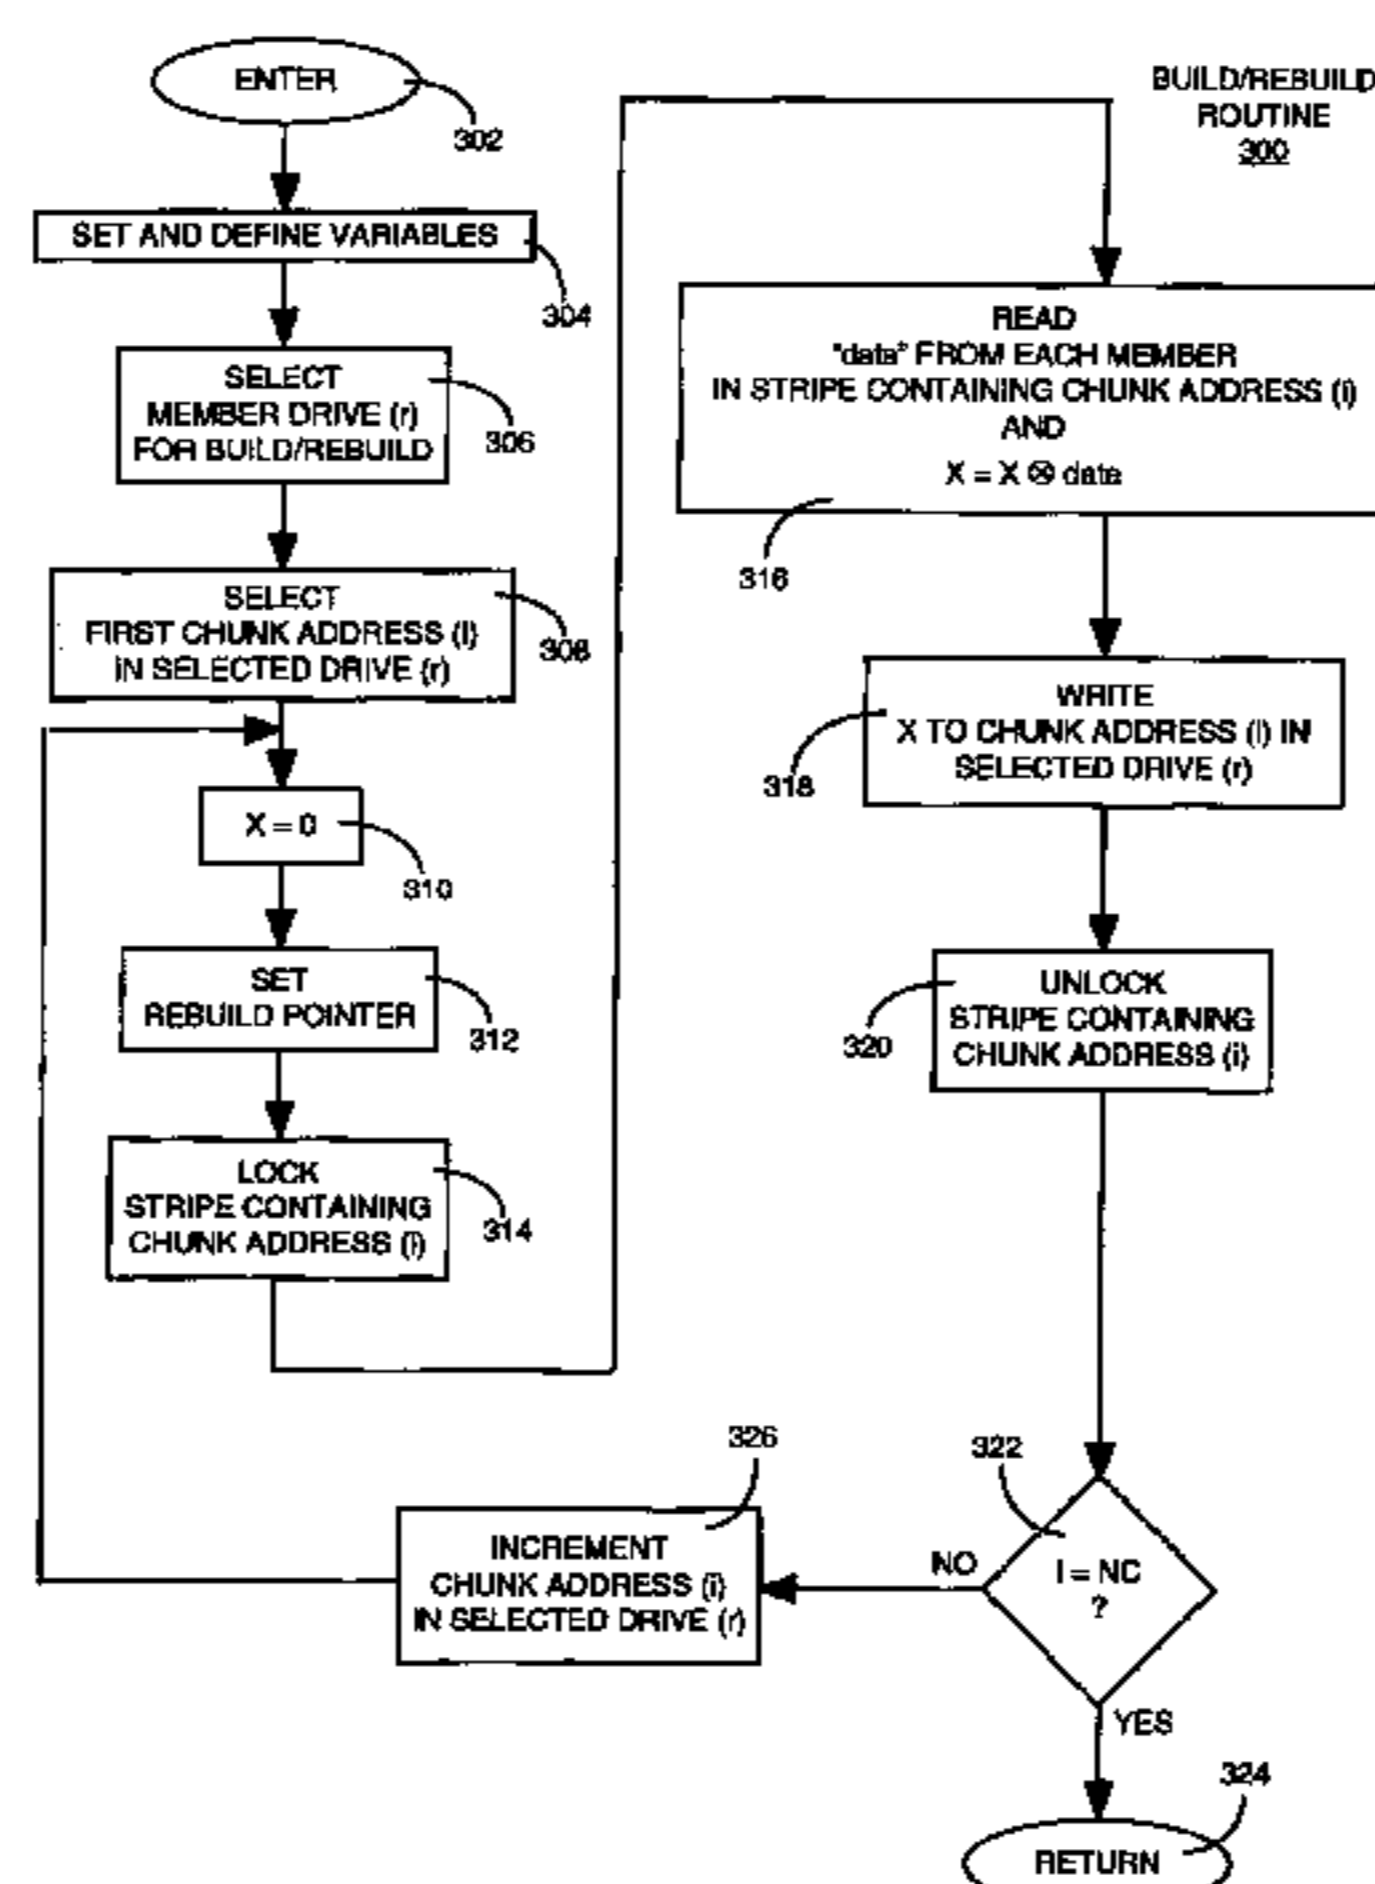 BUILD/REBUILD
ROUTINE
300
ENTER
302
SET AND DEFINE VARIABLES
304
SELECT
MEMBER DRIVE (r)
FOR BUILD/REBUILD
306
SELECT
FIRST CHUNK ADDRESS (i)
IN SELECTED DRIVE (r)
308
X = 0
310
SET
REBUILD POINTER
312
LOCK
STRIPE CONTAINING
CHUNK ADDRESS (i)
314
READ
"data" FROM EACH MEMBER
IN STRIPE CONTAINING CHUNK ADDRESS (i)
AND
X = X ⊗ data
316
WRITE
X TO CHUNK ADDRESS (i) IN
SELECTED DRIVE (r)
318
UNLOCK
STRIPE CONTAINING
CHUNK ADDRESS (i)
320
322
I = NC
?
NO
326
INCREMENT
CHUNK ADDRESS (i)
IN SELECTED DRIVE (r)
YES
324
RETURN